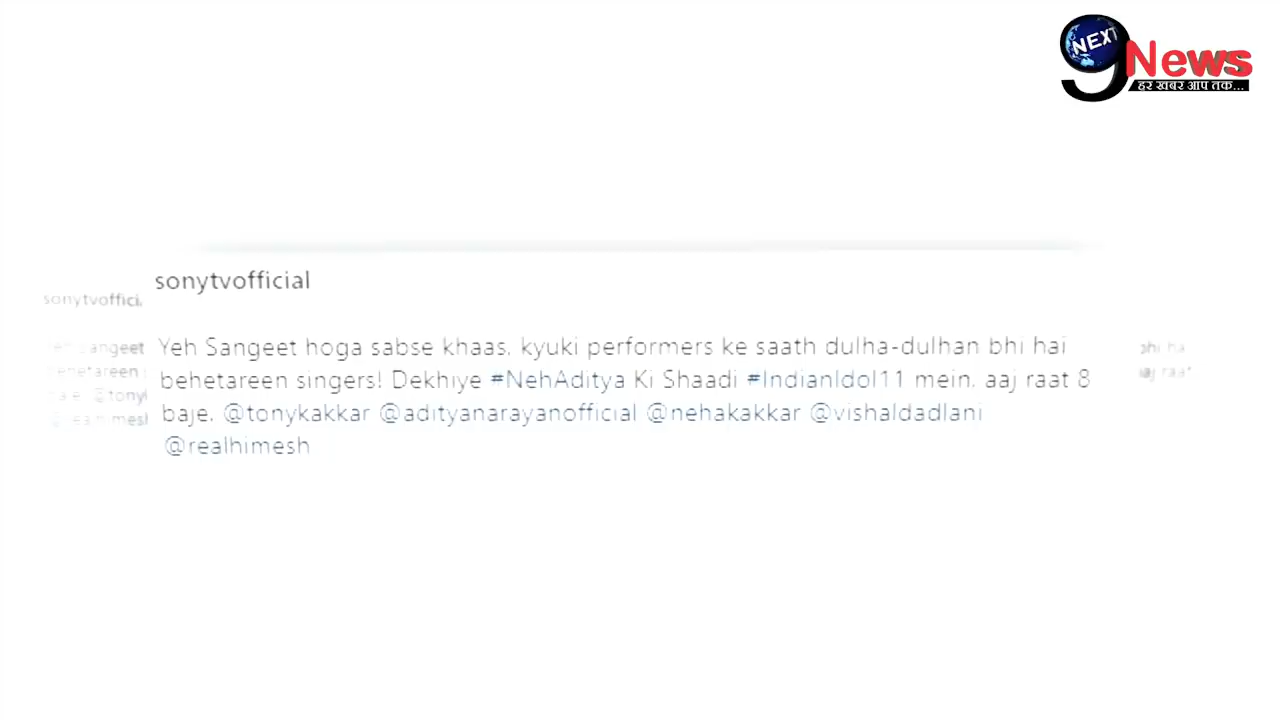 NEXT
9 News
हर खबर आप तक...
sonytvofficial
Yeh Sangeet hoga sabse khaas, kyuki performers ke saath dulha-dulhan bhi hai
behetareen singers! Dekhiye #NehAditya Ki Shaadi #IndianIdol11 mein, aaj raat 8
baje. @tonykakkar @adityanarayanofficial @nehakakkar @vishaldadlani
@realhimesh